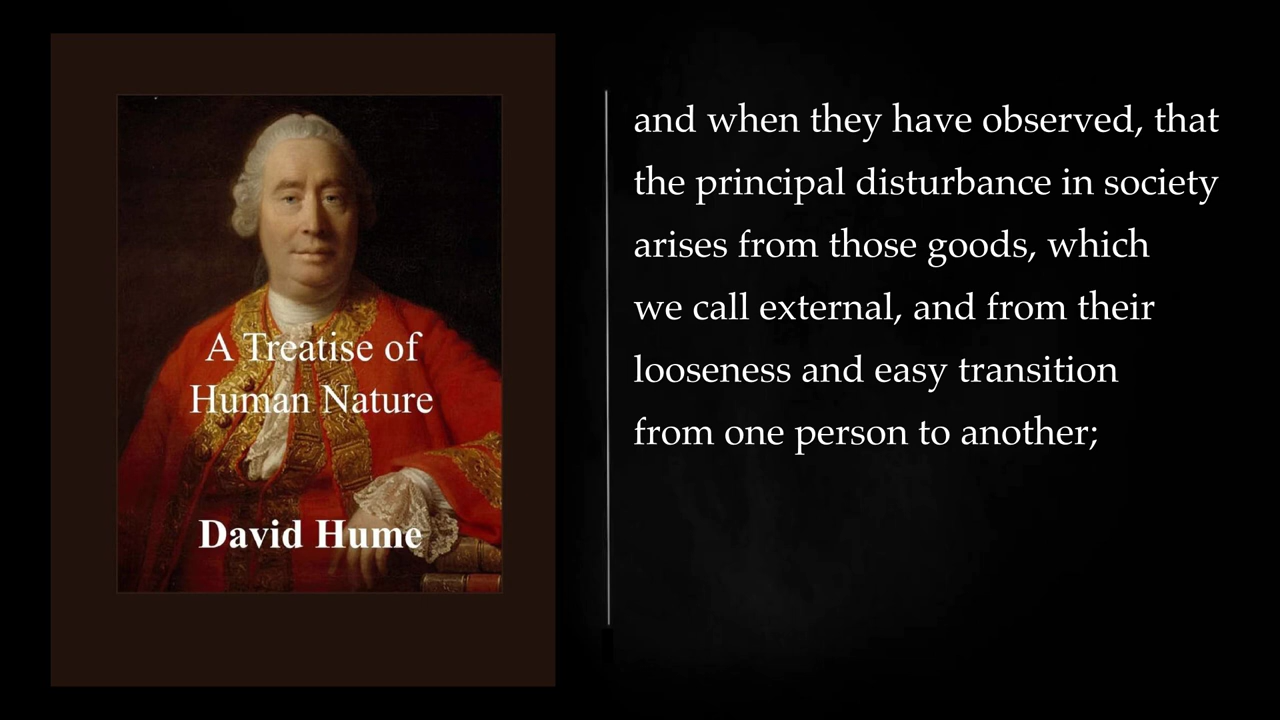 A Treatise of
Human Nature
David Hume
and when they have observed, that
the principal disturbance in society
arises from those goods, which
we call external, and from their
looseness and easy transition
from one person to another;